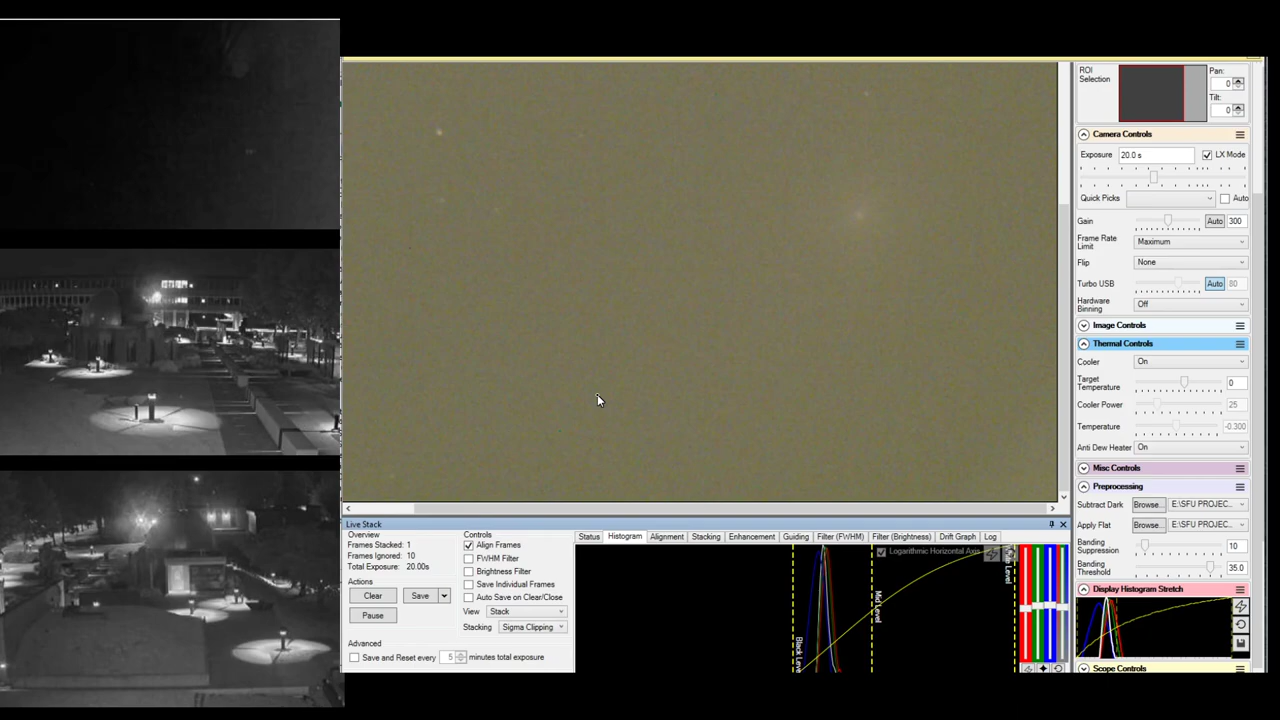 ROI Selection
Pan: 0
Tilt: 0
Camera Controls
Exposure 20.0 s LX Mode
Quick Picks Auto
Gain Auto 300
Frame Rate Limit Maximum
Flip None
Turbo USB Auto 80
Hardware Binning Off
Image Controls
Thermal Controls
Cooler On
Target Temperature 0
Cooler Power 25
Temperature -0.300
Anti Dew Heater On
Misc Controls
Preprocessing
Subtract Dark Browse... E:\SFU PROJEC...
Apply Flat Browse... E:\SFU PROJEC...
Banding Suppression 10
Banding Threshold 35.0
Display Histogram Stretch
Scope Controls
Live Stack
Overview
Frames Stacked: 1
Frames Ignored: 10
Total Exposure: 20.00s
Actions
Clear Save
Pause
Advanced
Save and Reset every 5 minutes total exposure
Controls
Align Frames
FWHM Filter
Brightness Filter
Save Individual Frames
Auto Save on Clear/Close
View Stack
Stacking Sigma Clipping
Status Histogram Alignment Stacking Enhancement Guiding Filter (FWHM) Filter (Brightness) Drift Graph Log
Logarithmic Horizontal Axis
Black Level
Mid Level